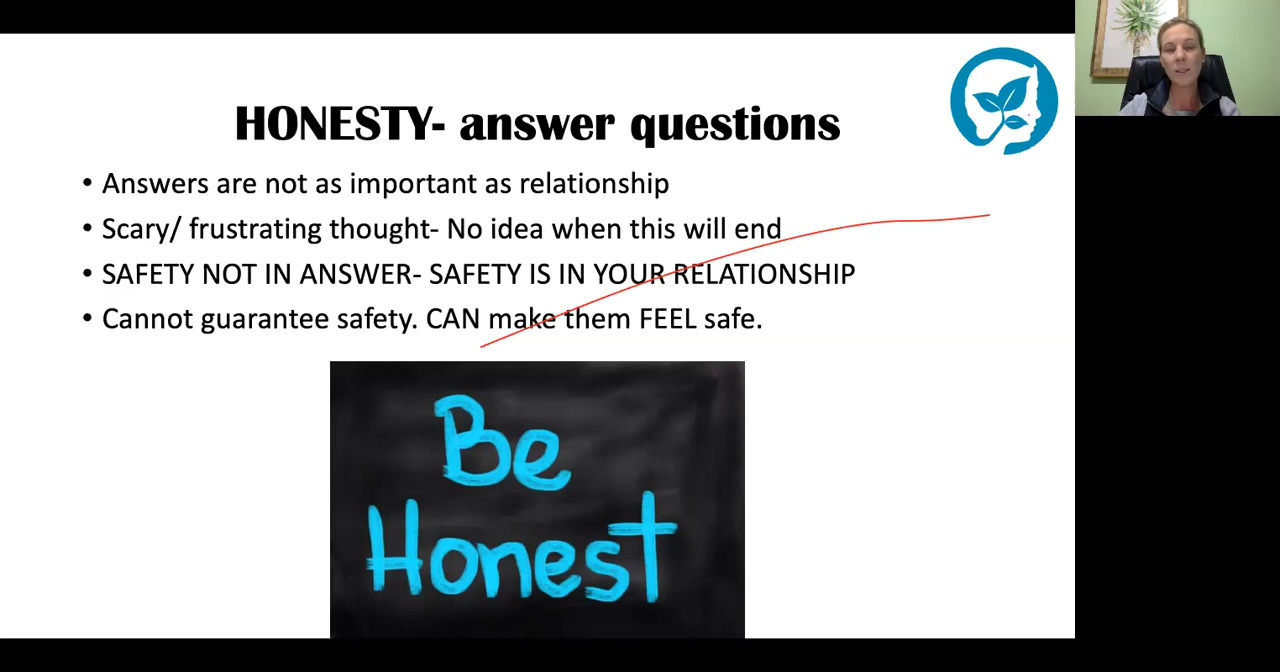 HONESTY- answer questions
• Answers are not as important as relationship
• Scary/ frustrating thought- No idea when this will end
• SAFETY NOT IN ANSWER- SAFETY IS IN YOUR RELATIONSHIP
• Cannot guarantee safety. CAN make them FEEL safe.
Be
Honest